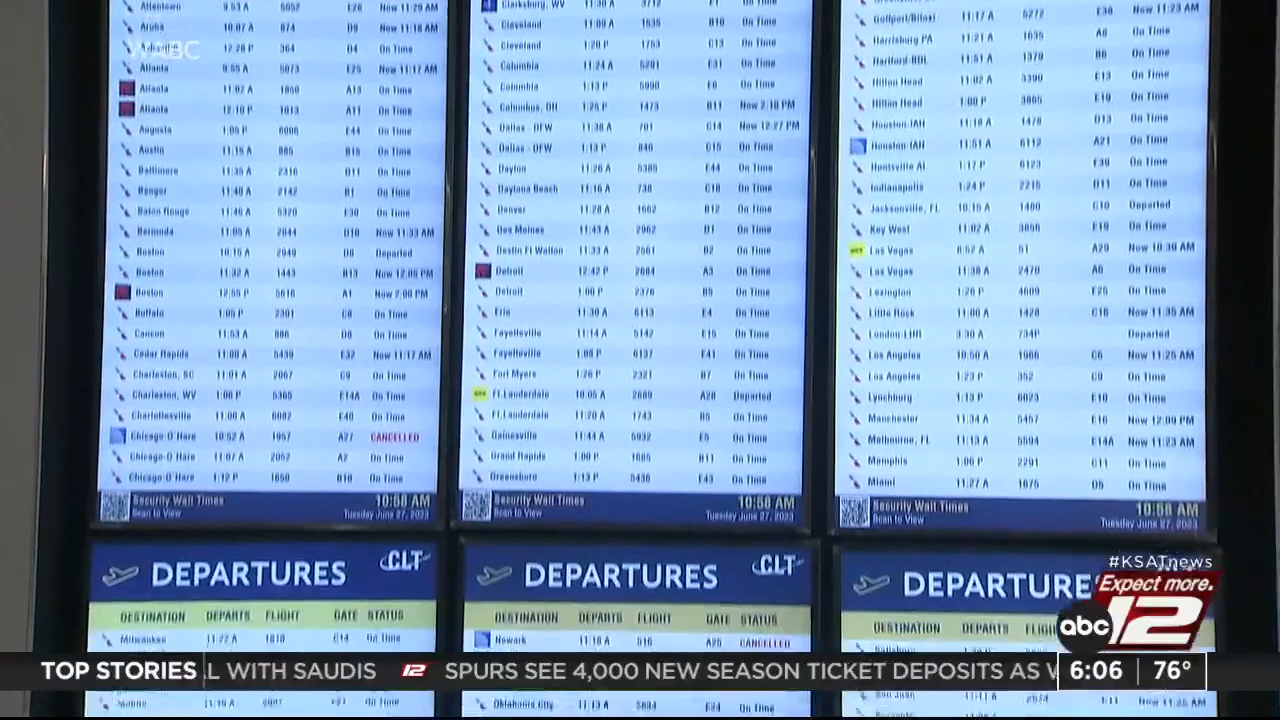 WABC
Allentown 9:53 A 5052 E26 Now 11:29 AM
Aruba 10:07 A 874 D9 Now 11:18 AM
12:28 P 364 D4 On Time
Atlanta 9:55 A 5073 E25 Now 11:17 AM
Atlanta 11:02 A 1850 A13 On Time
Atlanta 12:10 P 1013 A11 On Time
Augusta 1:05 P 6006 E44 On Time
Austin 11:15 A 885 B15 On Time
Baltimore 11:35 A 2316 D11 On Time
Bangor 11:40 A 2142 B1 On Time
Baton Rouge 11:46 A 5320 E30 On Time
Bermuda 11:05 A 2044 D10 Now 11:33 AM
Boston 10:15 A 2040 D8 Departed
Boston 11:32 A 1443 B13 Now 12:05 PM
Boston 12:55 P 5616 A1 Now 2:00 PM
Buffalo 1:05 P 2301 C8 On Time
Cancun 11:53 A 886 D8 On Time
Cedar Rapids 11:00 A 5439 E32 Now 11:17 AM
Charleston, SC 11:01 A 2067 C9 On Time
Charleston, WV 1:06 P 5365 E14A On Time
Charlottesville 11:00 A 6082 E40 On Time
Chicago-O'Hare 10:52 A 1957 A27 CANCELLED
Chicago-O'Hare 11:07 A 2052 A2 On Time
Chicago-O'Hare 1:12 P 1650 B10 On Time
Security Wait Times 10:58 AM
Scan to View Tuesday June 27, 2023
Clarksburg, WV 11:30 A 3712 E1 On Time
Cleveland 11:09 A 1535 B10 On Time
Cleveland 1:20 P 1753 C13 On Time
Columbia 11:24 A 5201 E31 On Time
Columbia 1:13 P 5990 E6 On Time
Columbus, OH 1:25 P 1473 B11 Now 2:10 PM
Dallas - DFW 11:38 A 701 C14 Now 12:27 PM
Dallas - DFW 1:13 P 840 C15 On Time
Dayton 11:26 A 5385 E44 On Time
Daytona Beach 11:16 A 738 C18 On Time
Denver 11:28 A 1662 B12 On Time
Des Moines 11:43 A 2962 D1 On Time
Destin Ft Walton 11:33 A 2561 B2 On Time
Detroit 12:42 P 2684 A3 On Time
Detroit 1:00 P 2376 B5 On Time
Erie 11:30 A 6113 E4 On Time
Fayetteville 11:14 A 5142 E15 On Time
Fayetteville 1:08 P 6137 E41 On Time
Fort Myers 1:26 P 2321 B7 On Time
Ft.Lauderdale 10:05 A 2689 A28 Departed
Ft.Lauderdale 11:20 A 1743 B5 On Time
Gainesville 11:44 A 5932 E5 On Time
Grand Rapids 1:00 P 1685 B11 On Time
Greensboro 1:13 P 5436 E43 On Time
Security Wait Times 10:58 AM
Scan to View Tuesday June 27, 2023
Gulfport/Biloxi 11:17 A 5272 E38 Now 11:23 AM
Harrisburg PA 11:21 A 1635 A8 On Time
Hartford-BDL 11:51 A 1379 B6 On Time
Hilton Head 11:02 A 3390 E13 On Time
Hilton Head 1:00 P 3865 E19 On Time
Houston-IAH 11:18 A 1478 D13 On Time
Houston-IAH 11:51 A 6112 A21 On Time
Huntsville Al 1:17 P 6123 E39 On Time
Indianapolis 1:24 P 2215 D11 On Time
Jacksonville, FL 10:15 A 1400 C10 Departed
Key West 11:02 A 3856 E18 On Time
Las Vegas 8:52 A 51 A29 Now 10:30 AM
Las Vegas 11:38 A 2470 A6 On Time
Lexington 1:26 P 4609 E25 On Time
Little Rock 11:00 A 1428 C16 Now 11:35 AM
London-LHR 3:30 A 734P Departed
Los Angeles 10:50 A 1966 C6 Now 11:25 AM
Los Angeles 1:23 P 352 C9 On Time
Lynchburg 1:13 P 6023 E10 On Time
Manchester 11:34 A 5457 E16 Now 12:09 PM
Melbourne, FL 11:13 A 5594 E14A Now 11:23 AM
Memphis 1:06 P 2291 C11 On Time
Miami 11:27 A 1675 D5 On Time
Security Wait Times 10:58 AM
Scan to View Tuesday June 27, 2023
DEPARTURES CLT
DESTINATION DEPARTS FLIGHT GATE STATUS
Milwaukee 11:22 A 1818 C14 On Time
DEPARTURES CLT
DESTINATION DEPARTS FLIGHT GATE STATUS
Newark 11:18 A 516 A25 CANCELLED
Oklahoma City 11:13 A 5034 E24 On Time
DEPARTURE
DESTINATION DEPARTS
San Juan
#KSATnews
Expect more.
abc 12
TOP STORIES L WITH SAUDIS 12 SPURS SEE 4,000 NEW SEASON TICKET DEPOSITS AS 6:06 76°